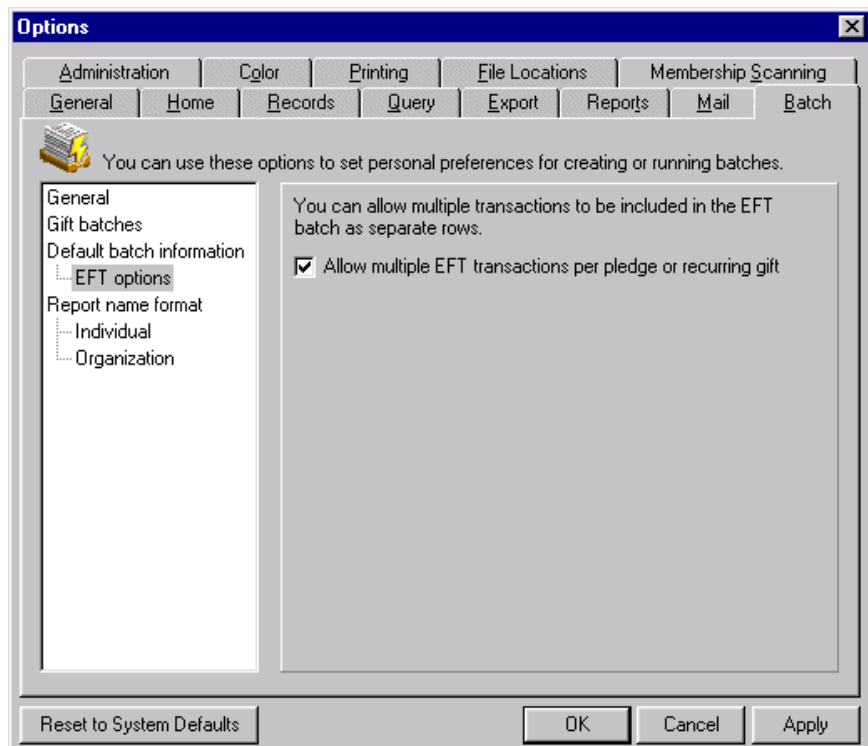 Options
Administration Color Printing File Locations Membership Scanning
General Home Records Query Export Reports Mail Batch
You can use these options to set personal preferences for creating or running batches.
General
Gift batches
Default batch information
EFT options
Report name format
Individual
Organization
You can allow multiple transactions to be included in the EFT
batch as separate rows.
Allow multiple EFT transactions per pledge or recurring gift
Reset to System Defaults OK Cancel Apply